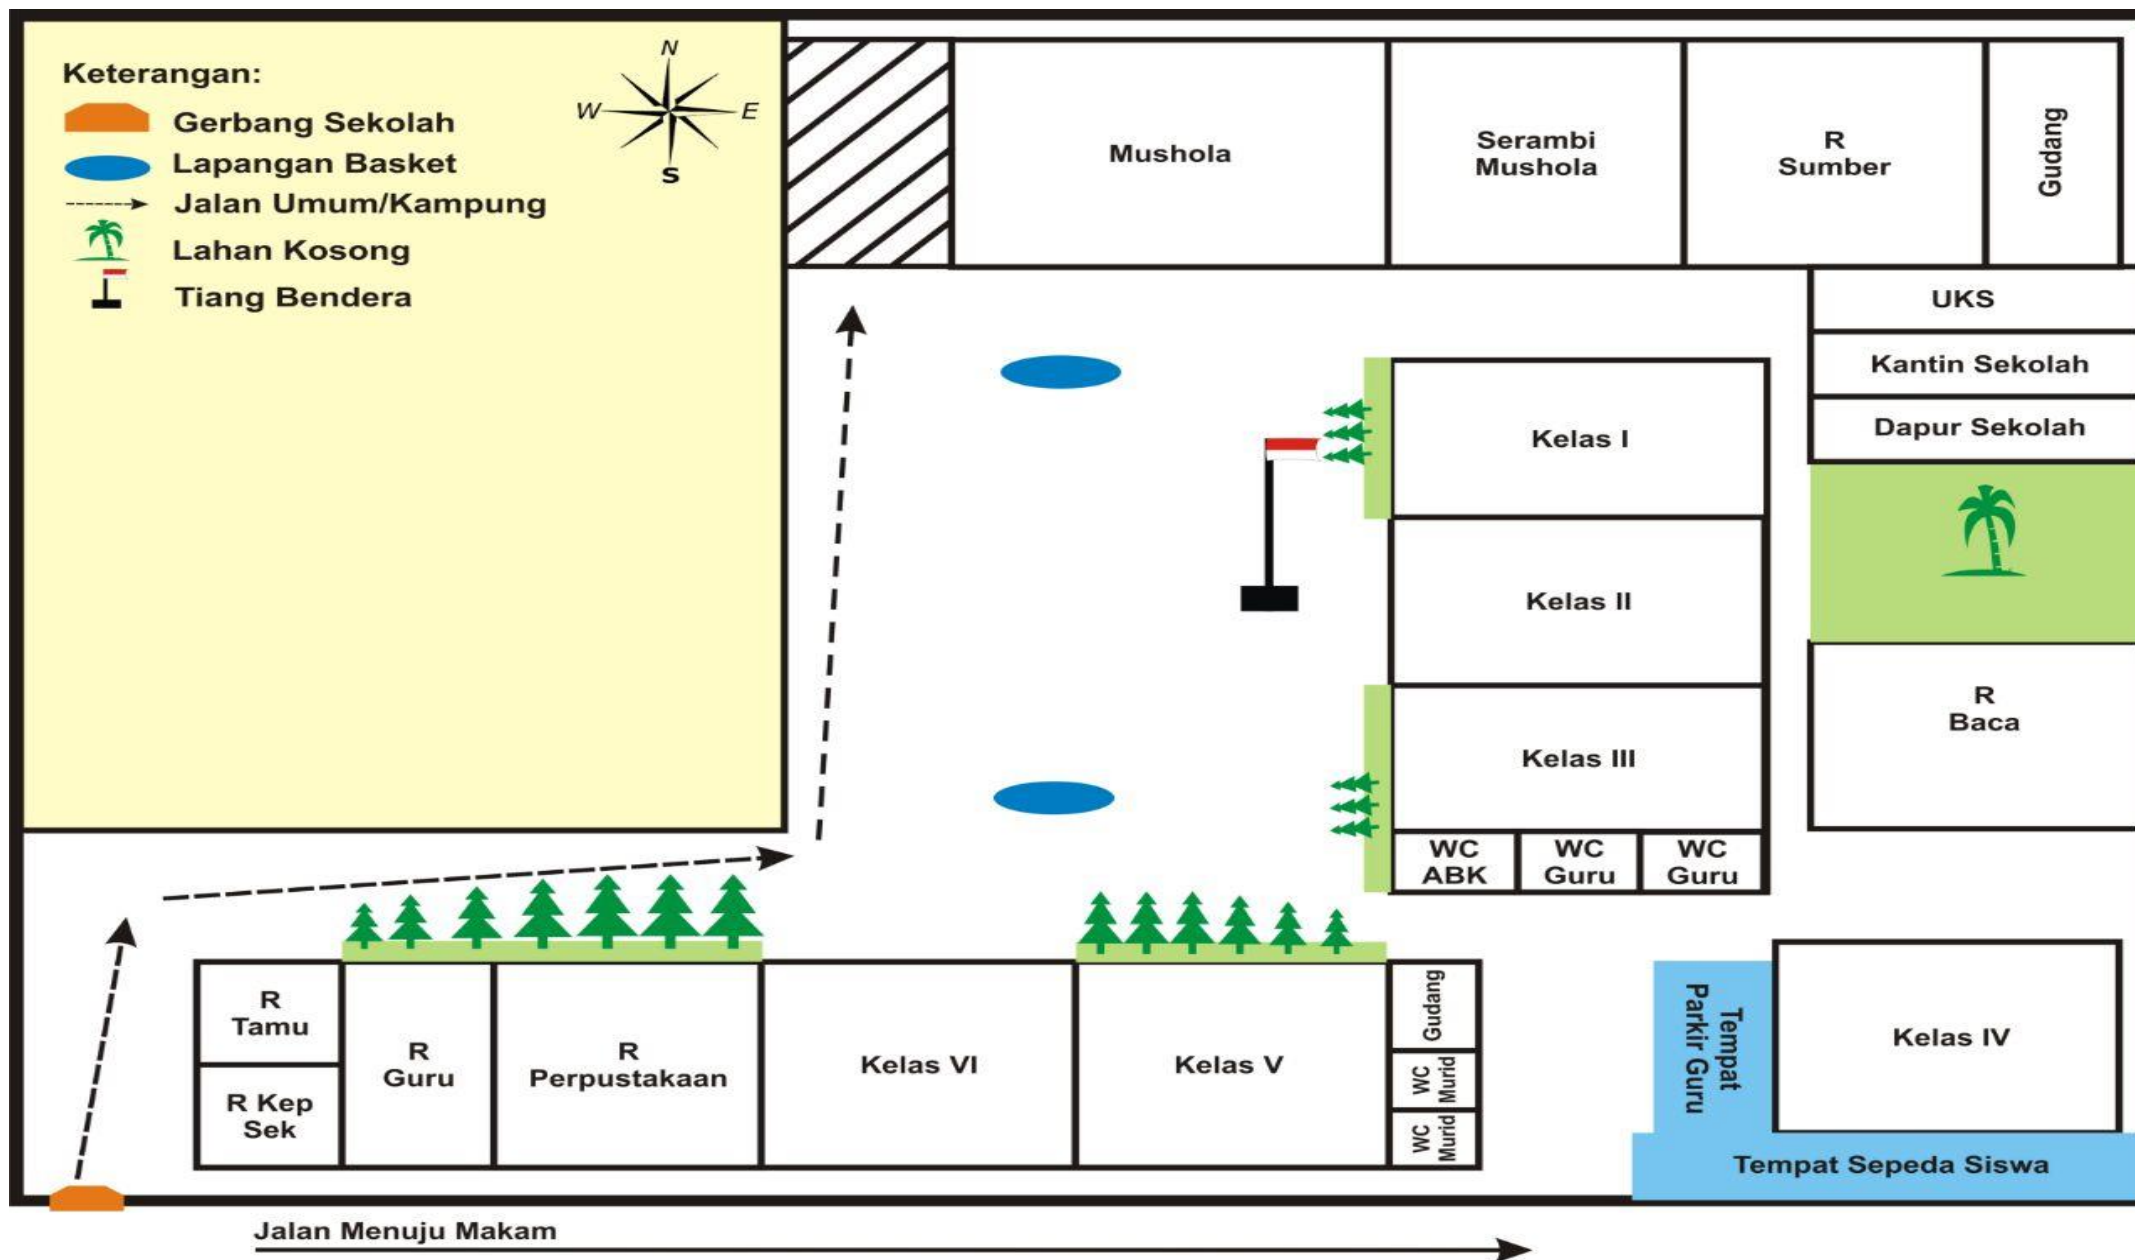 Keterangan:
Gerbang Sekolah
Lapangan Basket
Jalan Umum/Kampung
Lahan Kosong
Tiang Bendera
N
W
E
S
Mushola
Serambi
Mushola
R
Sumber
Gudang
UKS
Kantin Sekolah
Dapur Sekolah
Kelas I
Kelas II
Kelas III
R
Baca
WC
ABK
WC
Guru
WC
Guru
R
Tamu
R Kep
Sek
R
Guru
R
Perpustakaan
Kelas VI
Kelas V
Gudang
WC
Murid
WC
Murid
Tempat
Parkir Guru
Kelas IV
Tempat Sepeda Siswa
Jalan Menuju Makam